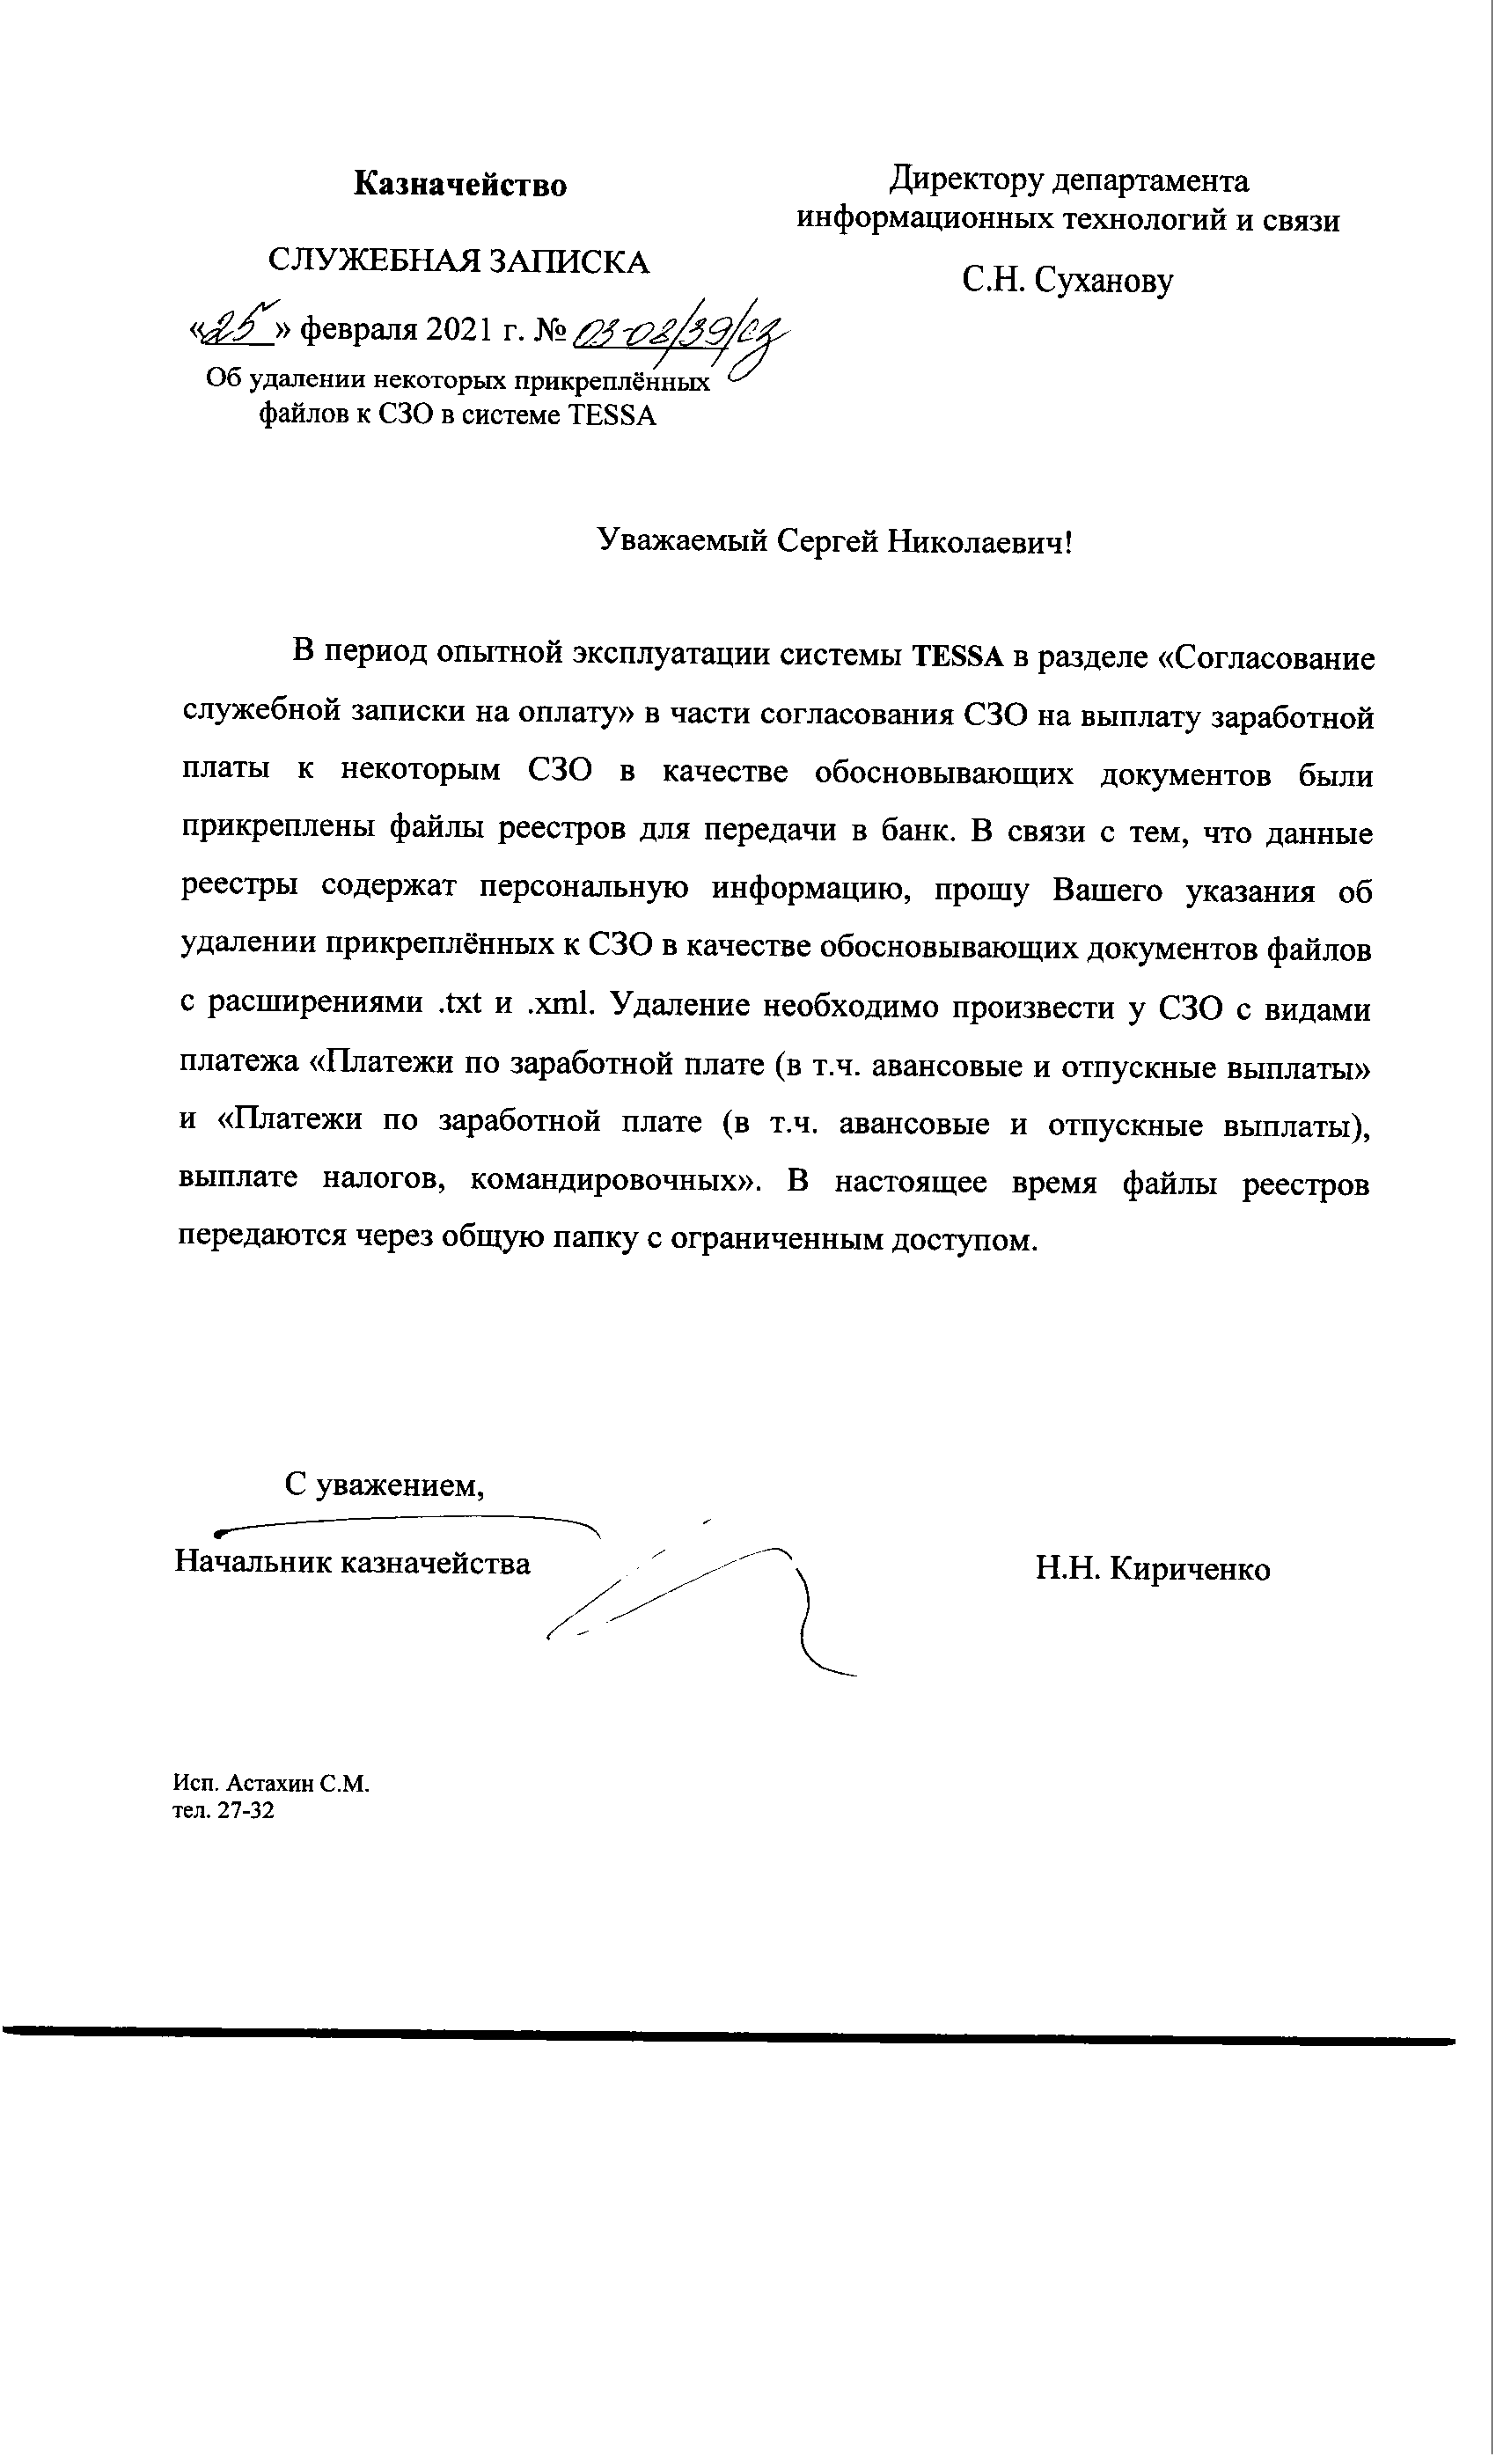 Казначейство
СЛУЖЕБНАЯ ЗАПИСКА
«25» февраля 2021 г. № 03-08/39/сз
Об удалении некоторых прикреплённых
файлов к СЗО в системе TESSA
Директору департамента
информационных технологий и связи
С.Н. Суханову
Уважаемый Сергей Николаевич!
В период опытной эксплуатации системы TESSA в разделе «Согласование
служебной записки на оплату» в части согласования СЗО на выплату заработной
платы к некоторым СЗО в качестве обосновывающих документов были
прикреплены файлы реестров для передачи в банк. В связи с тем, что данные
реестры содержат персональную информацию, прошу Вашего указания об
удалении прикреплённых к СЗО в качестве обосновывающих документов файлов
с расширениями .txt и .xml. Удаление необходимо произвести у СЗО с видами
платежа «Платежи по заработной плате (в т.ч. авансовые и отпускные выплаты»
и «Платежи по заработной плате (в т.ч. авансовые и отпускные выплаты),
выплате налогов, командировочных». В настоящее время файлы реестров
передаются через общую папку с ограниченным доступом.
С уважением,
Начальник казначейства
Н.Н. Кириченко
Исп. Астахин С.М.
тел. 27-32